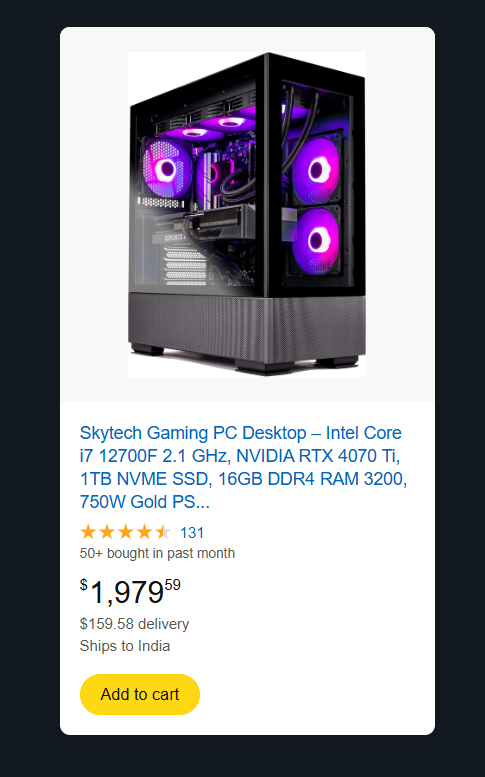 GEFORCE
Skytech Gaming PC Desktop – Intel Core
i7 12700F 2.1 GHz, NVIDIA RTX 4070 Ti,
1TB NVME SSD, 16GB DDR4 RAM 3200,
750W Gold PS...
131
50+ bought in past month
$1,979.59
$159.58 delivery
Ships to India
Add to cart